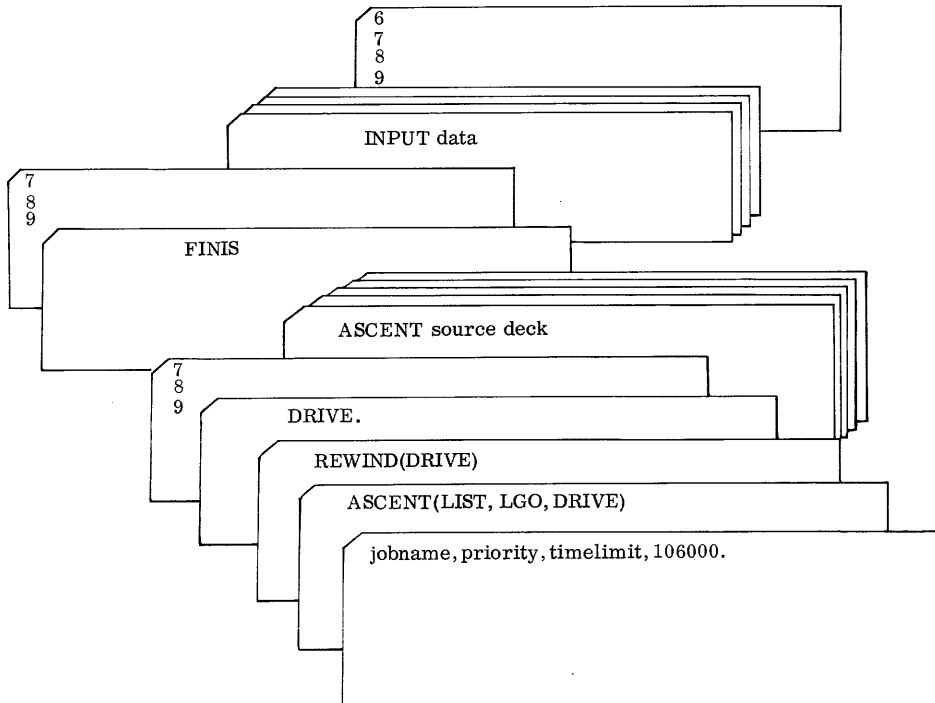 6
7
8
9
INPUT data
7
8
9
FINIS
ASCENT source deck
7
8
9
DRIVE.
REWIND(DRIVE)
ASCENT(LIST, LGO, DRIVE)
jobname, priority, timelimit, 106000.